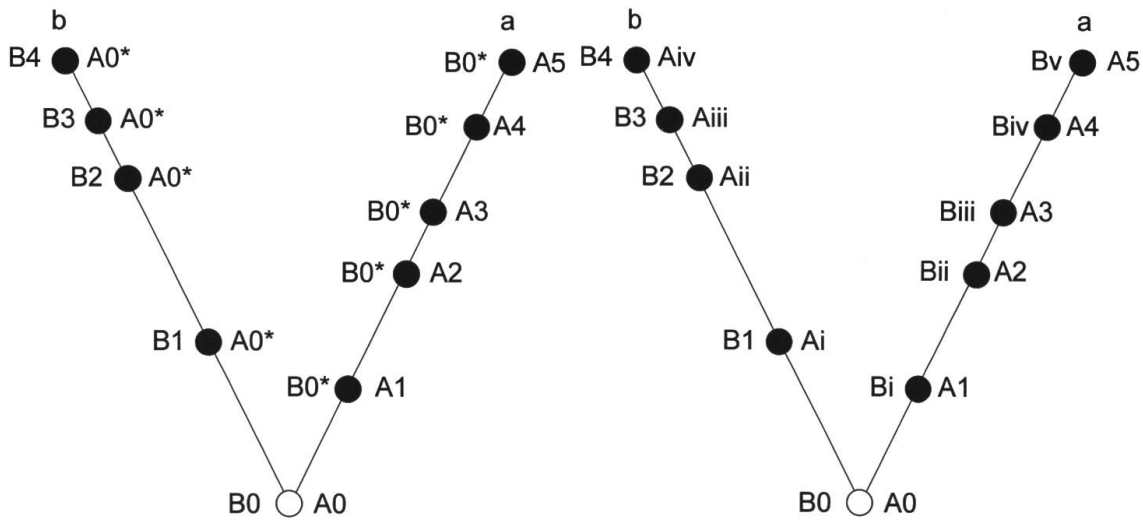 b a b a
B4 A0* B0* A5 B4 Aiv Bv A5
B3 A0* B0* A4 B3 Aiii Biv A4
B2 A0* B0* A3 B2 Aii Biii A3
B0* A2 Bii A2
B1 A0* B1 Ai
B0* A1 Bi A1
B0 A0 B0 A0